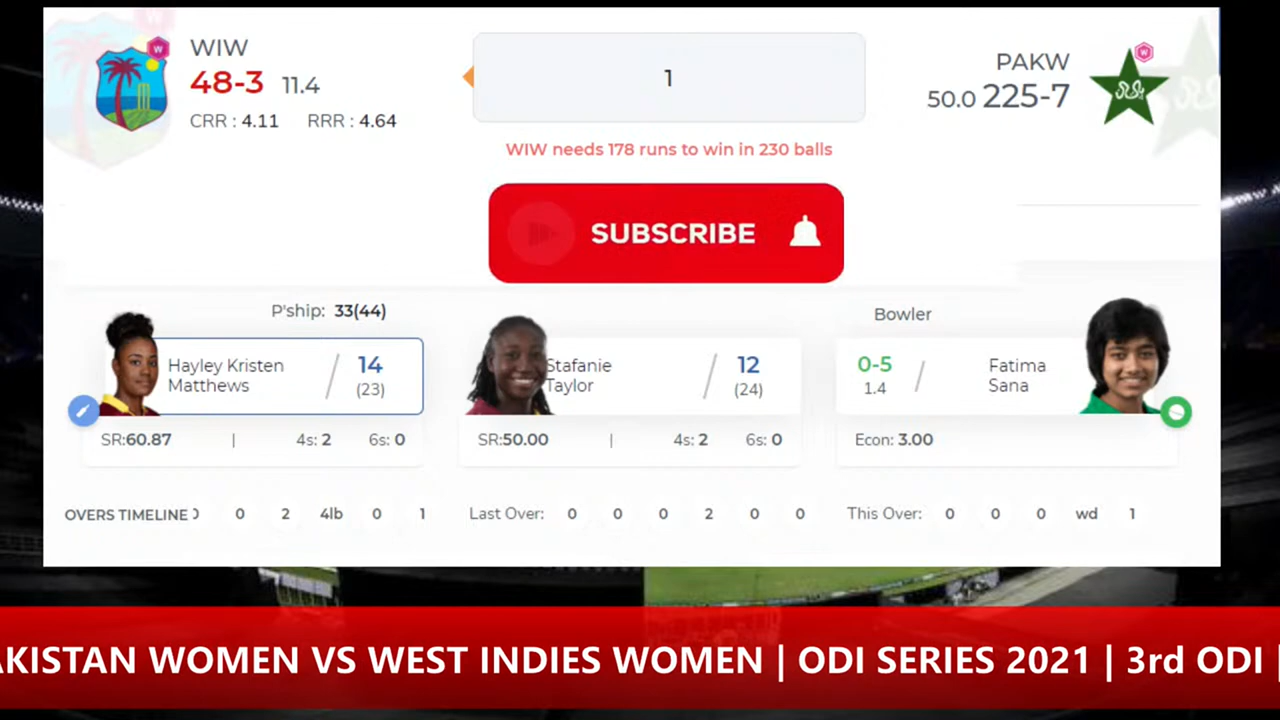 WIW
48-3 11.4
CRR : 4.11 RRR : 4.64
1
PAKW
50.0 225-7
W
W
WIW needs 178 runs to win in 230 balls
SUBSCRIBE
P'ship: 33(44)
Bowler
Hayley Kristen
Matthews
14
(23)
Stafanie
Taylor
12
(24)
0-5
1.4
Fatima
Sana
SR:60.87 | 4s: 2 6s: 0
SR:50.00 | 4s: 2 6s: 0
Econ: 3.00
OVERS TIMELINE 0 2 4lb 0 1
Last Over: 0 0 0 2 0 0
This Over: 0 0 0 wd 1
AKISTAN WOMEN VS WEST INDIES WOMEN | ODI SERIES 2021 | 3rd ODI |